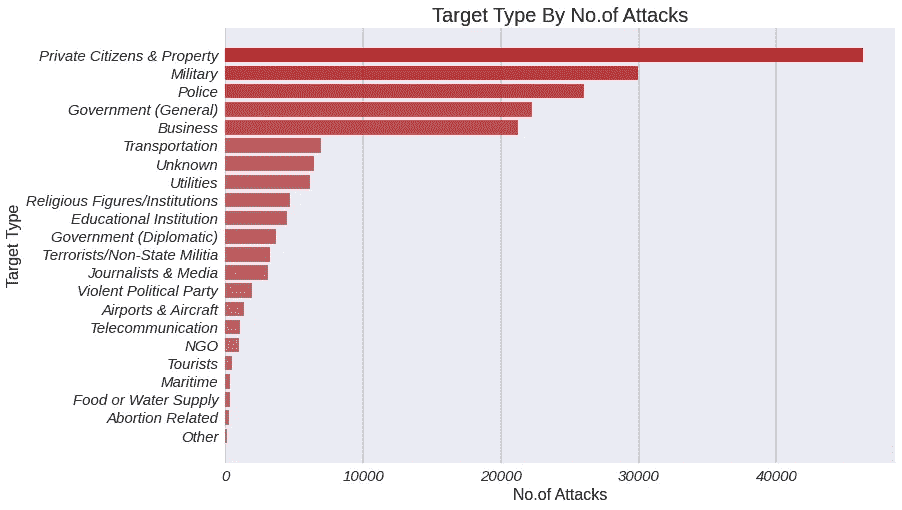 Target Type By No.of Attacks
Target Type
Private Citizens & Property
Military
Police
Government (General)
Business
Transportation
Unknown
Utilities
Religious Figures/Institutions
Educational Institution
Government (Diplomatic)
Terrorists/Non-State Militia
Journalists & Media
Violent Political Party
Airports & Aircraft
Telecommunication
NGO
Tourists
Maritime
Food or Water Supply
Abortion Related
Other
0 10000 20000 30000 40000
No.of Attacks